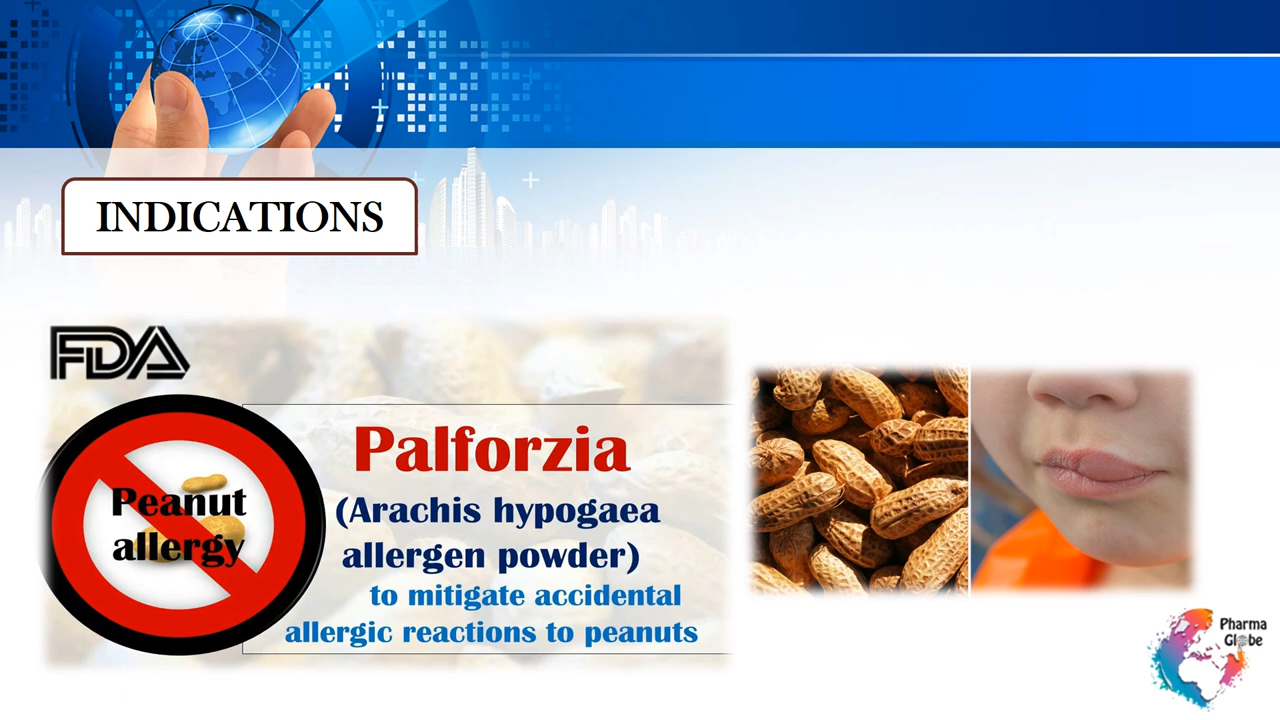 INDICATIONS
FDA
Peanut
allergy
Palforzia
(Arachis hypogaea
allergen powder)
to mitigate accidental
allergic reactions to peanuts
Pharma
Globe